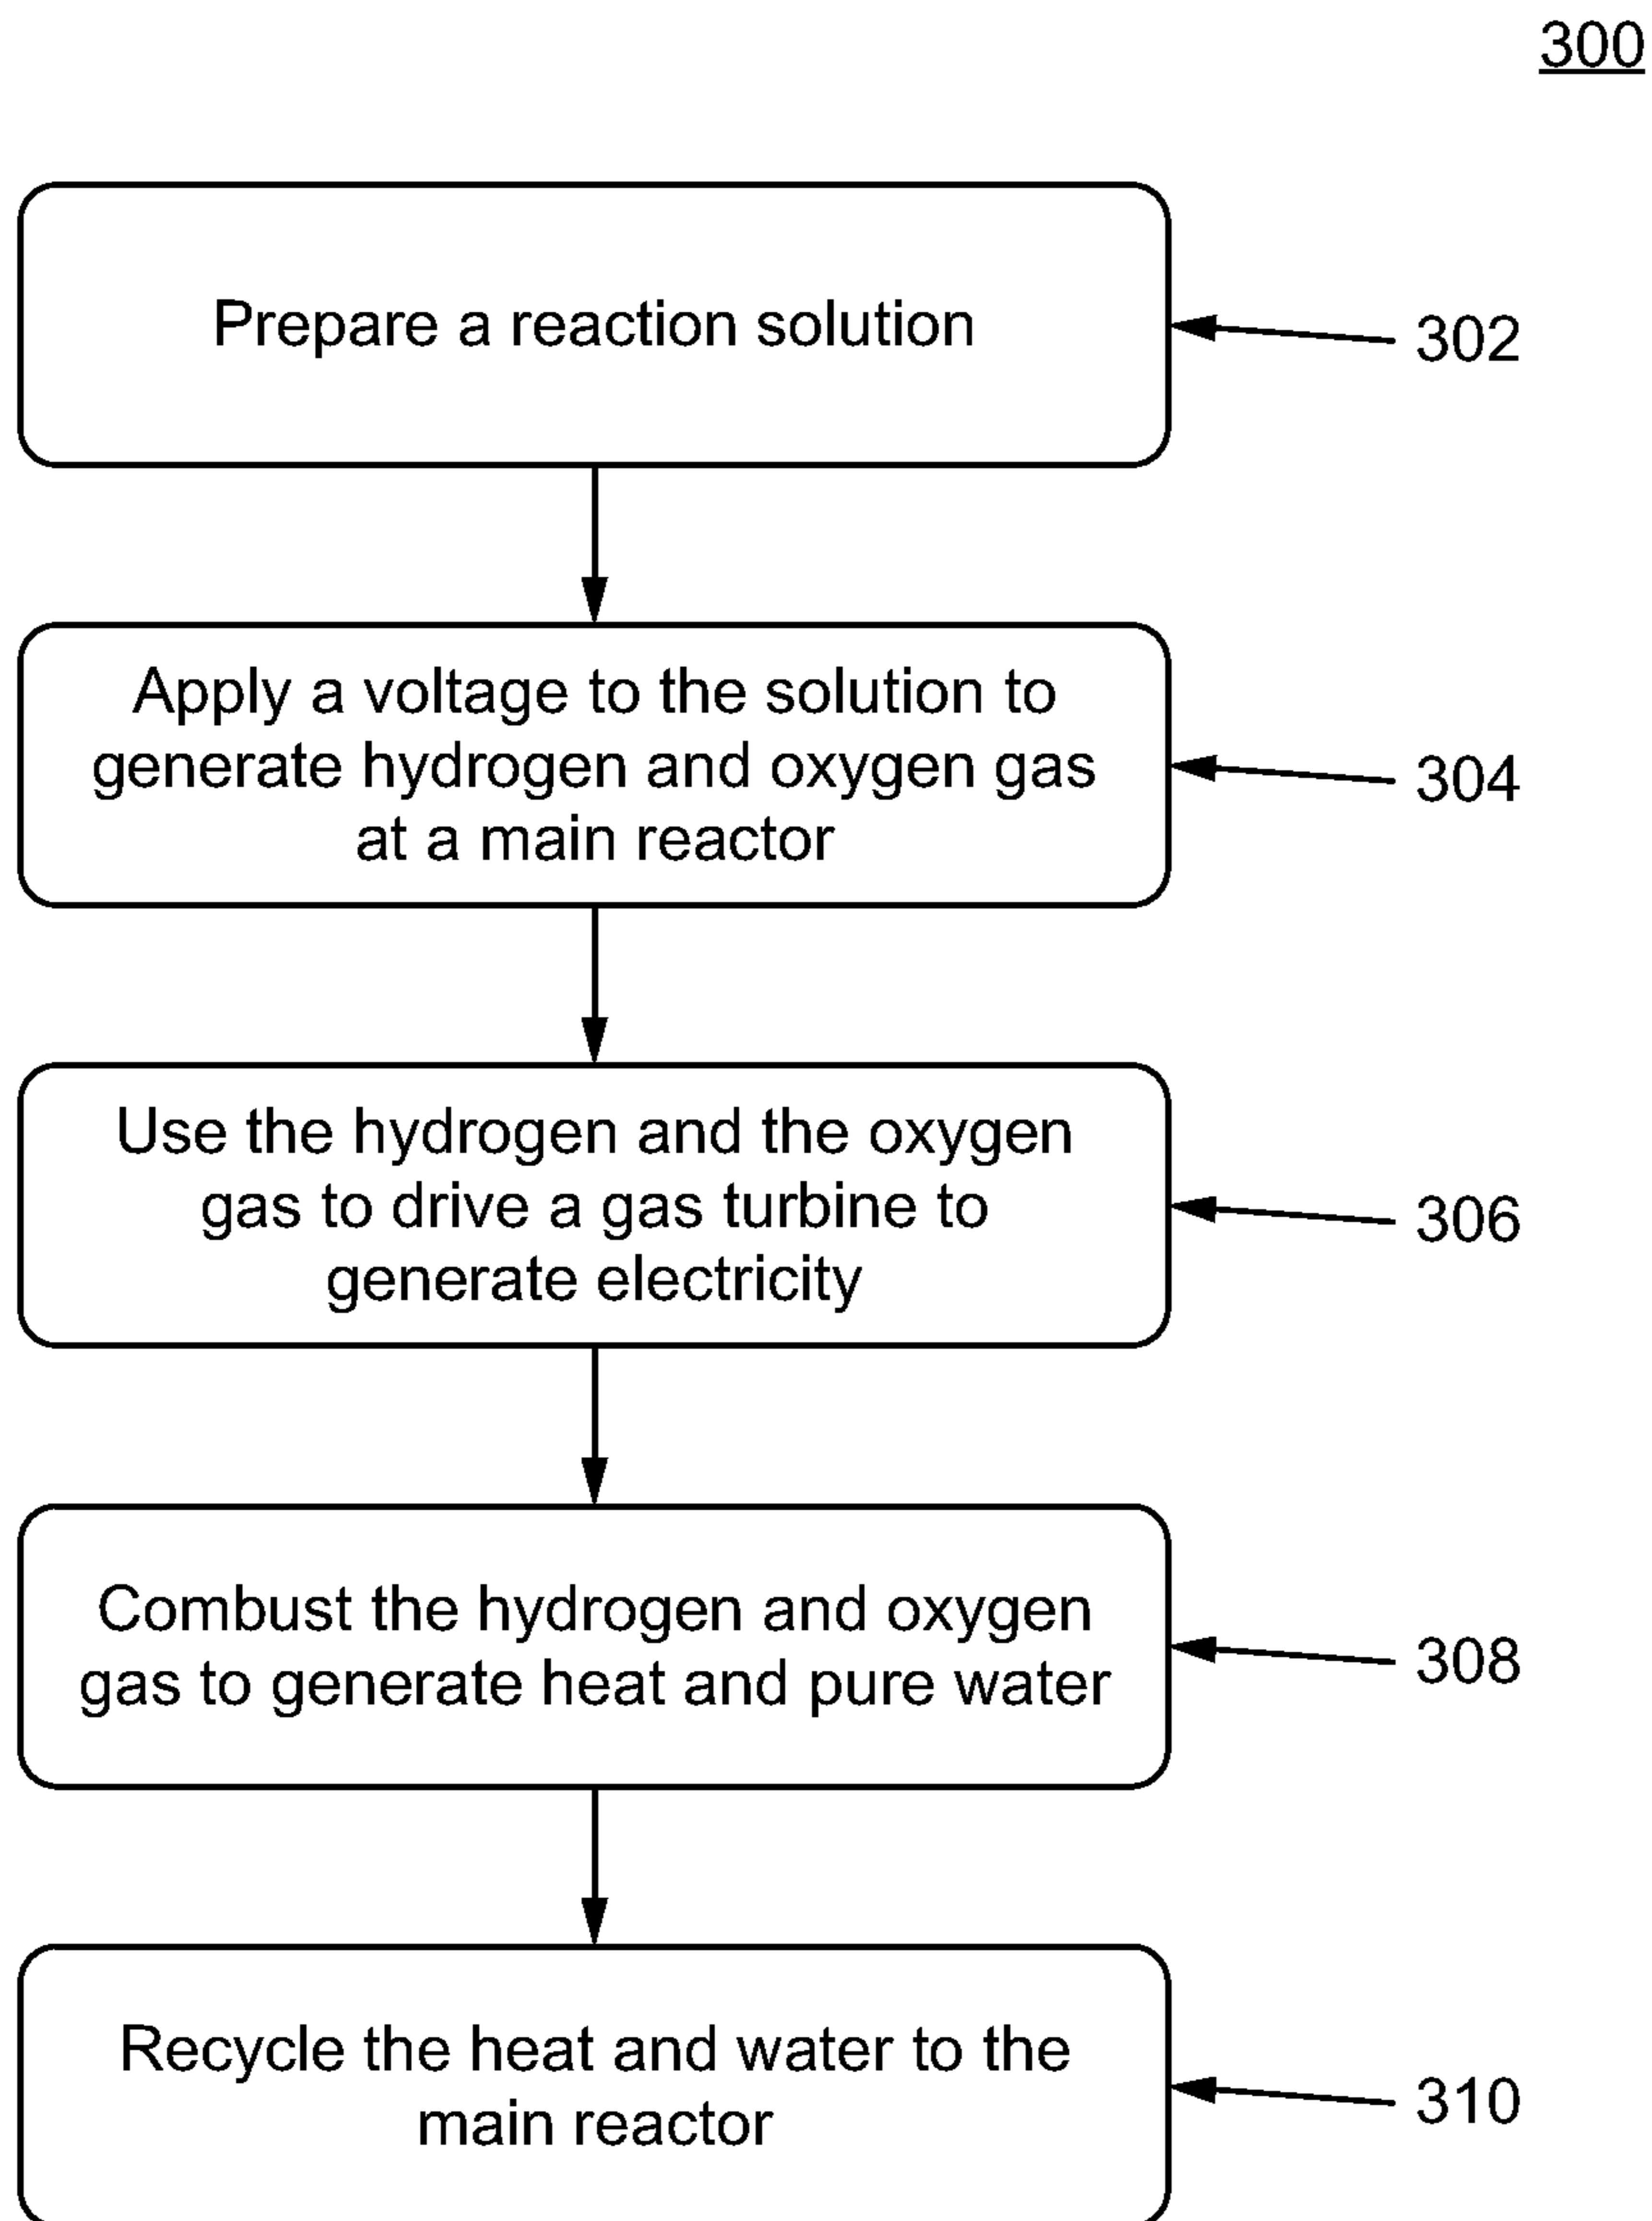 300
Prepare a reaction solution
302
Apply a voltage to the solution to
generate hydrogen and oxygen gas
at a main reactor
304
Use the hydrogen and the oxygen
gas to drive a gas turbine to
generate electricity
306
Combust the hydrogen and oxygen
gas to generate heat and pure water
308
Recycle the heat and water to the
main reactor
310